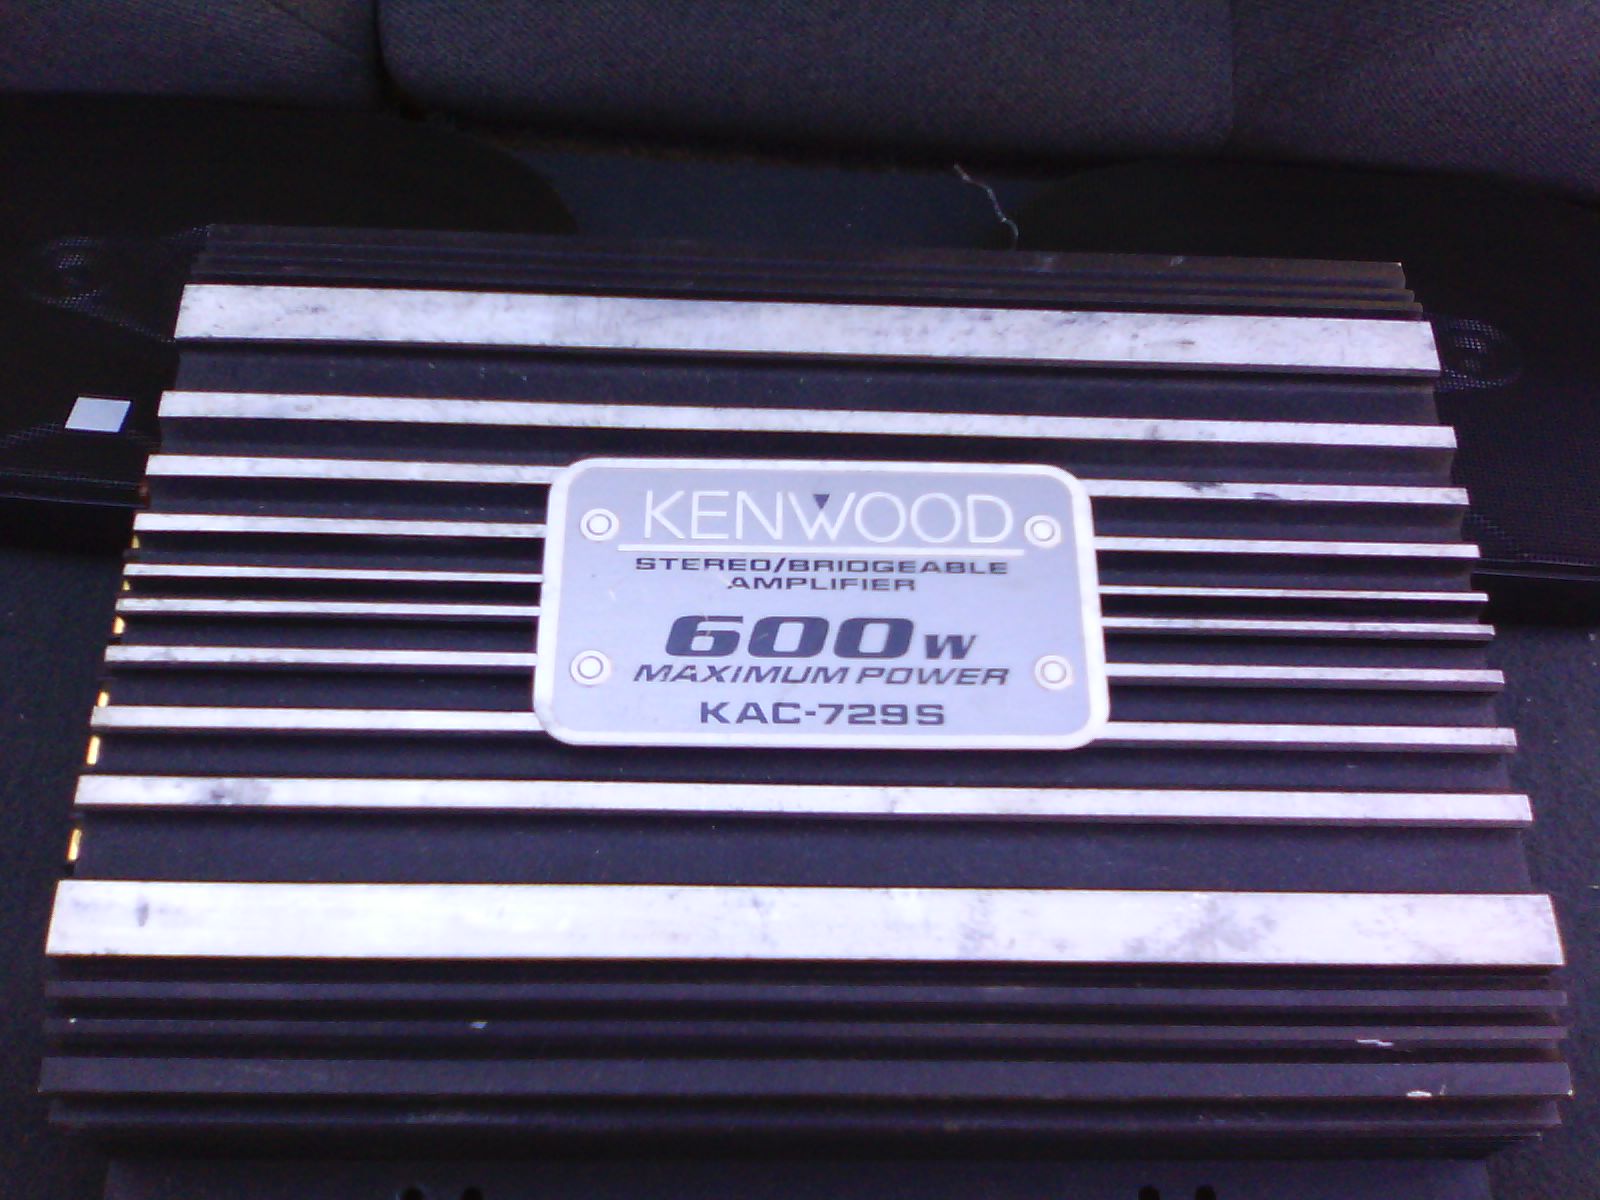 KENWOOD
STEREO/BRIDGEABLE
AMPLIFIER
600W
MAXIMUM POWER
KAC-729S